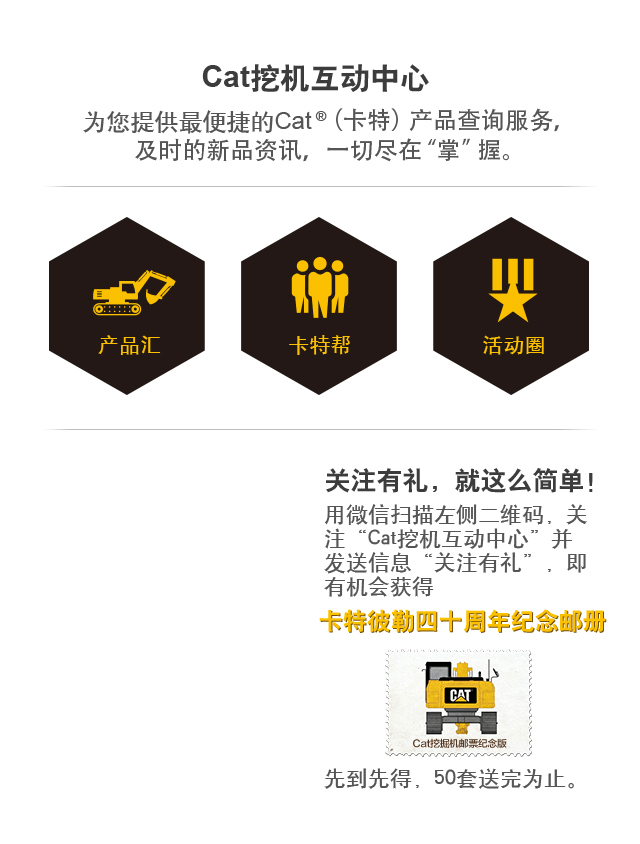 Cat挖机互动中心
为您提供最便捷的Cat®（卡特）产品查询服务,
及时的新品资讯，一切尽在“掌”握。
产品汇
卡特帮
活动圈
关注有礼，就这么简单！
用微信扫描左侧二维码，关
注“Cat挖机互动中心”并
发送信息“关注有礼”，即
有机会获得
卡特彼勒四十周年纪念邮册
CAT
Cat挖掘机邮票纪念版
先到先得，50套送完为止。